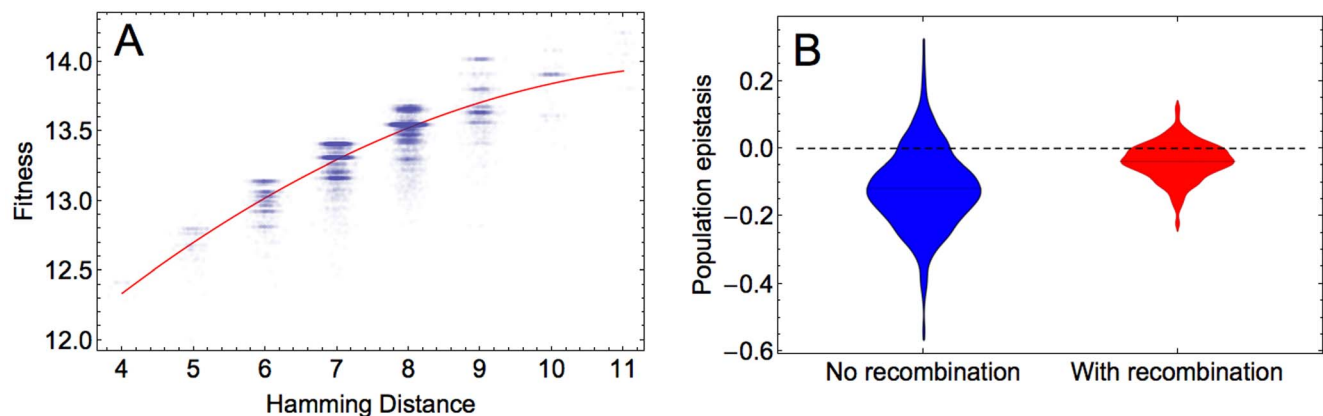 A
Fitness
14.0
13.5
13.0
12.5
12.0
4 5 6 7 8 9 10 11
Hamming Distance
B
Population epistasis
0.2
0.0
−0.2
−0.4
−0.6
No recombination With recombination